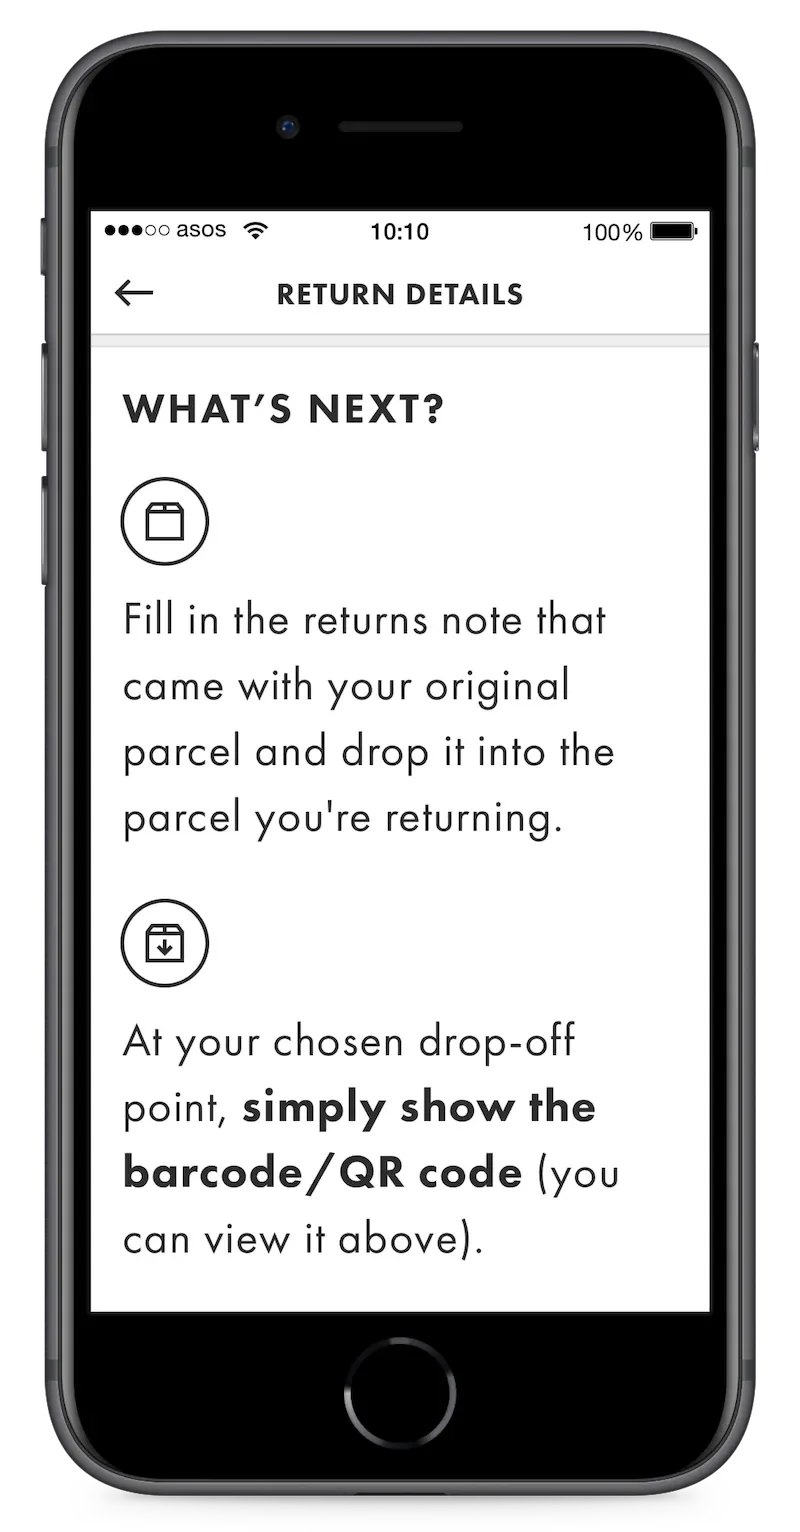 asos 10:10 100%
RETURN DETAILS
WHAT’S NEXT?
Fill in the returns note that
came with your original
parcel and drop it into the
parcel you're returning.
At your chosen drop-off
point, simply show the
barcode/QR code (you
can view it above).